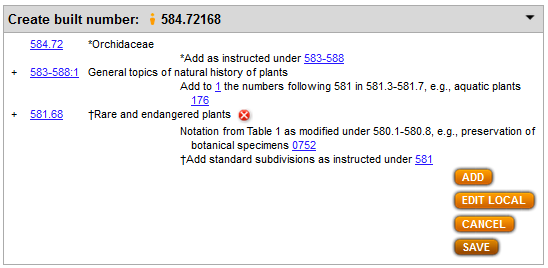 Create built number: 584.72168
584.72 *Orchidaceae
*Add as instructed under 583-588
+ 583-588:1 General topics of natural history of plants
Add to 1 the numbers following 581 in 581.3-581.7, e.g., aquatic plants
176
+ 581.68 †Rare and endangered plants
Notation from Table 1 as modified under 580.1-580.8, e.g., preservation of
botanical specimens 0752
†Add standard subdivisions as instructed under 581
ADD
EDIT LOCAL
CANCEL
SAVE